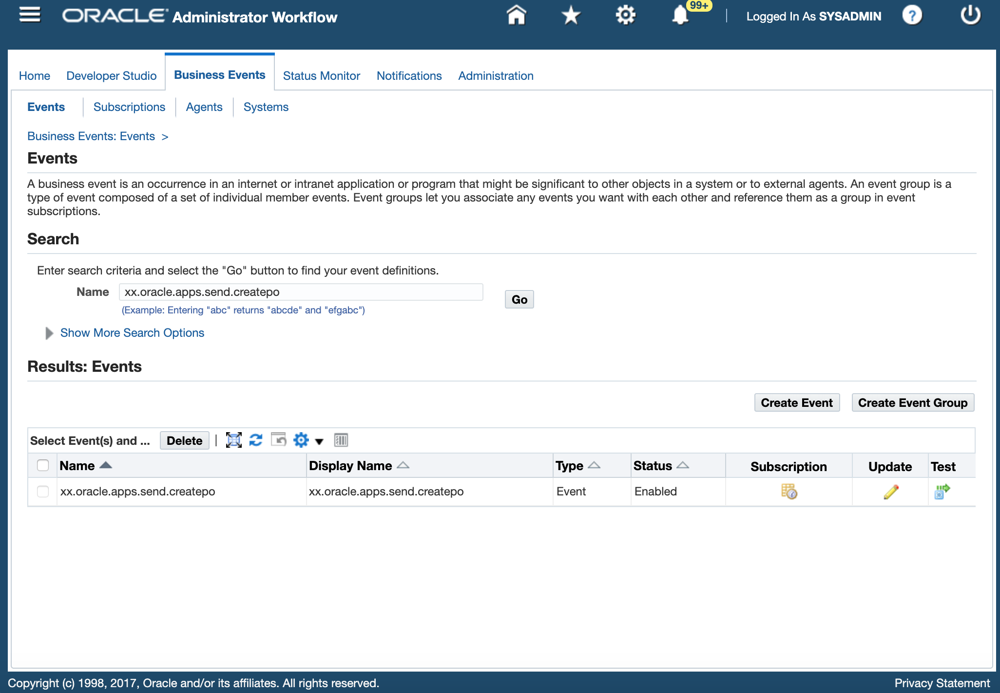 ORACLE Administrator Workflow
99+
Logged In As SYSADMIN
?
Home Developer Studio Business Events Status Monitor Notifications Administration
Events Subscriptions Agents Systems
Business Events: Events >
Events
A business event is an occurrence in an internet or intranet application or program that might be significant to other objects in a system or to external agents. An event group is a
type of event composed of a set of individual member events. Event groups let you associate any events you want with each other and reference them as a group in event
subscriptions.
Search
Enter search criteria and select the "Go" button to find your event definitions.
Name xx.oracle.apps.send.createpo
Go
(Example: Entering "abc" returns "abcde" and "efgabc")
Show More Search Options
Results: Events
Create Event Create Event Group
Select Event(s) and ... Delete |
Name Display Name Type Status Subscription Update Test
xx.oracle.apps.send.createpo xx.oracle.apps.send.createpo Event Enabled
Copyright (c) 1998, 2017, Oracle and/or its affiliates. All rights reserved. Privacy Statement